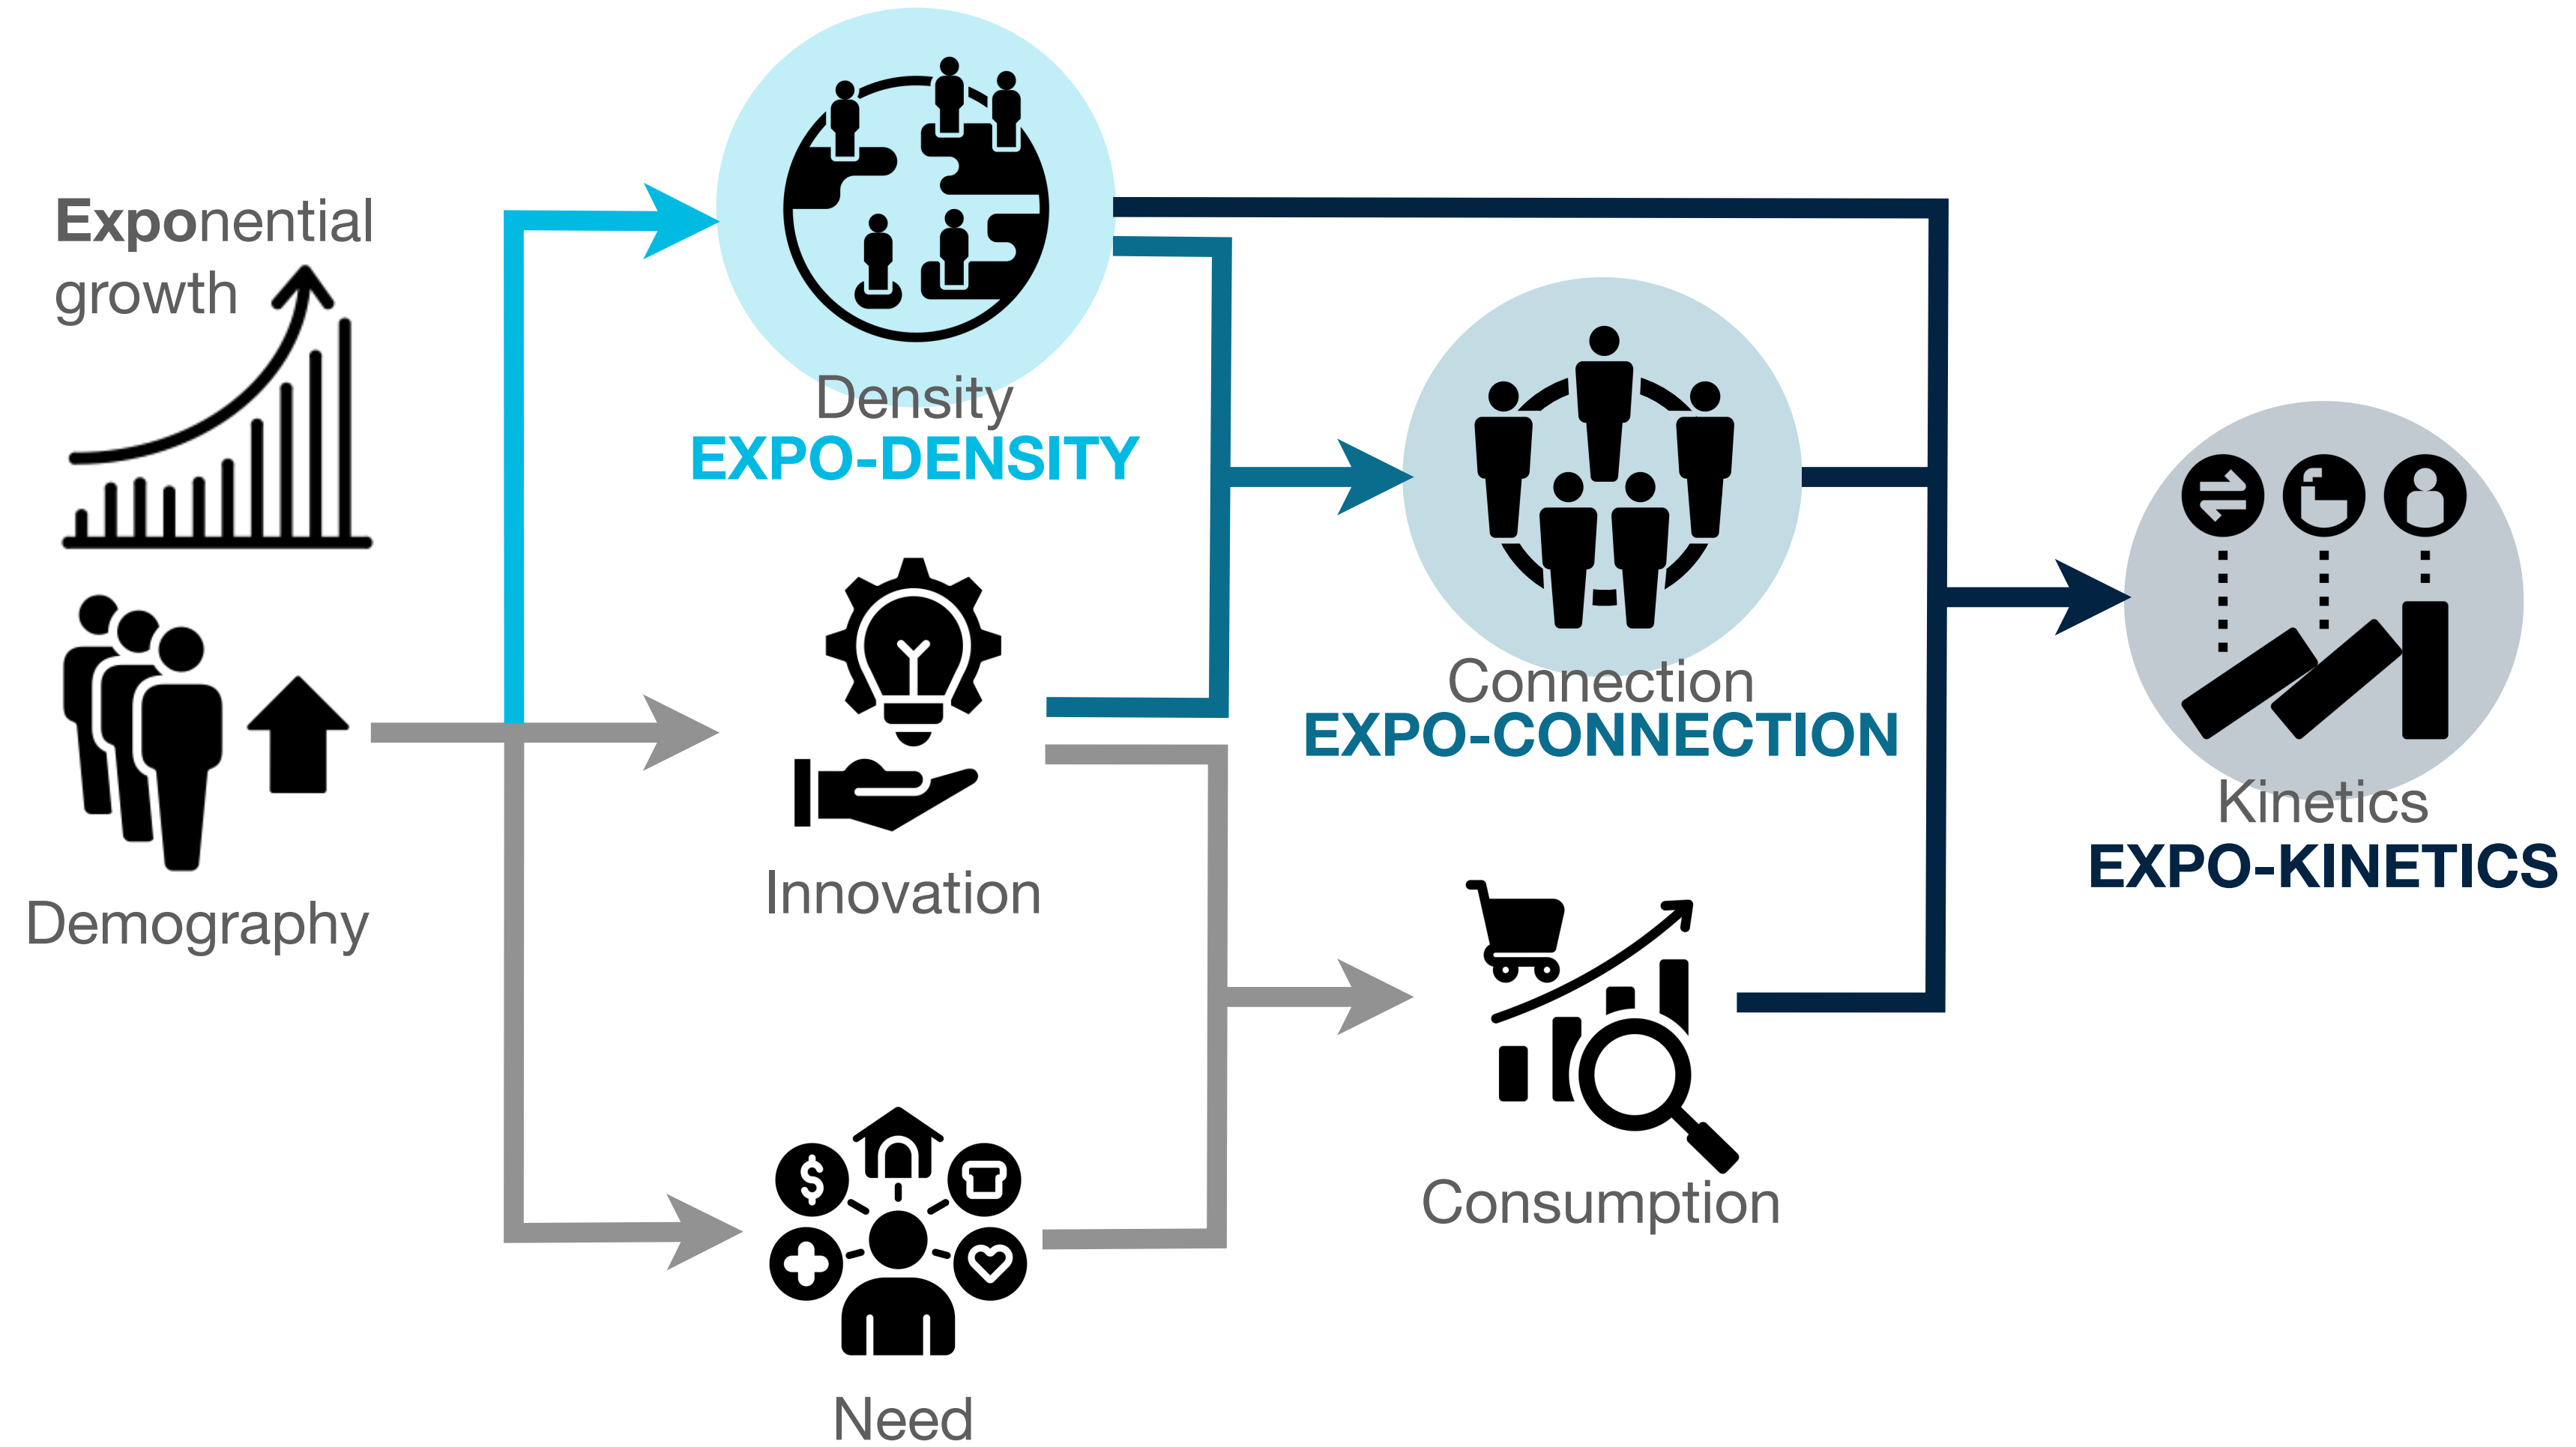 Exponential
growth
Demography
Density
EXPO-DENSITY
Innovation
Need
$
Connection
EXPO-CONNECTION
Consumption
Kinetics
EXPO-KINETICS